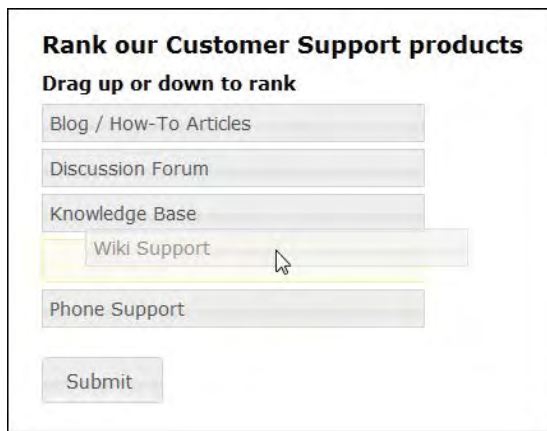 Rank our Customer Support products
Drag up or down to rank
Blog / How-To Articles
Discussion Forum
Knowledge Base
Wiki Support
Phone Support
Submit